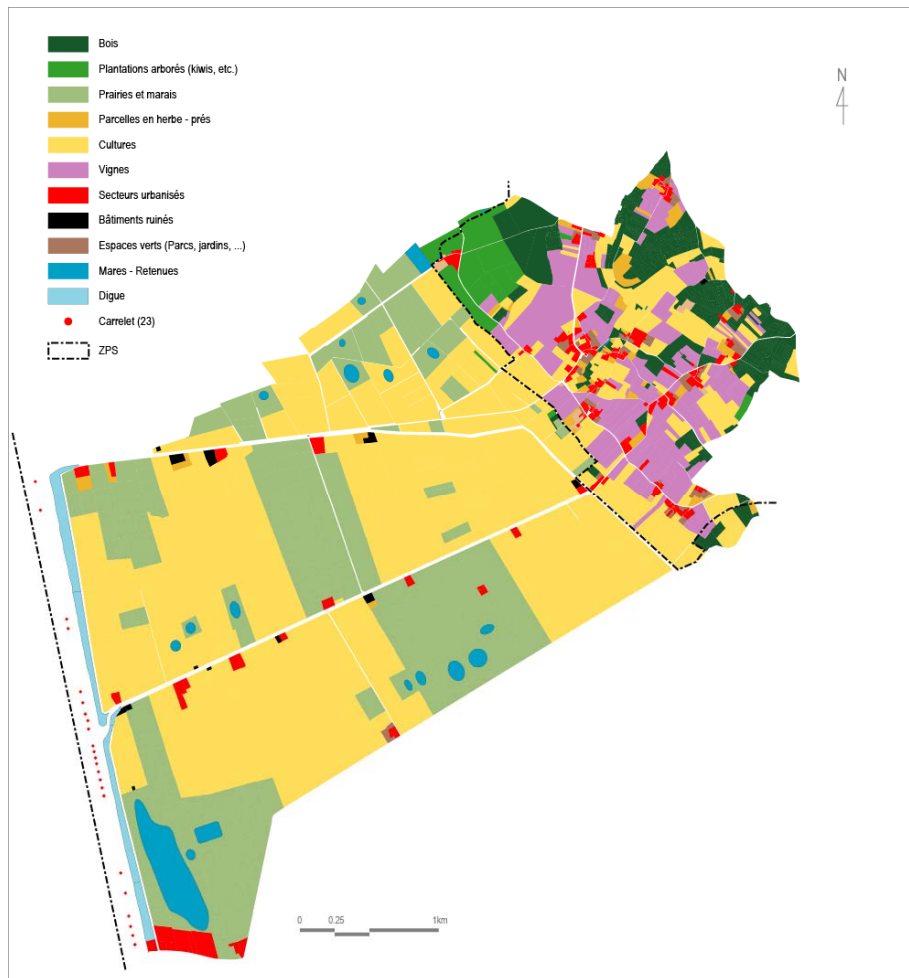 Bois
Plantations arborés (kiwis, etc.)
Prairies et marais
Parcelles en herbe - prés
Cultures
Vignes
Secteurs urbanisés
Bâtiments ruinés
Espaces verts (Parcs, jardins, ...)
Mares - Retenues
Digue
Carrelet (23)
ZPS
N
0 0.25 1km